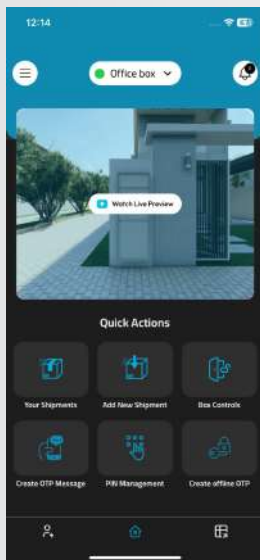 12:14
Office box
Watch Live Preview
Quick Actions
Your Shipments
Add New Shipment
Box Controls
Create OTP Message
PIN Management
Create offline OTP